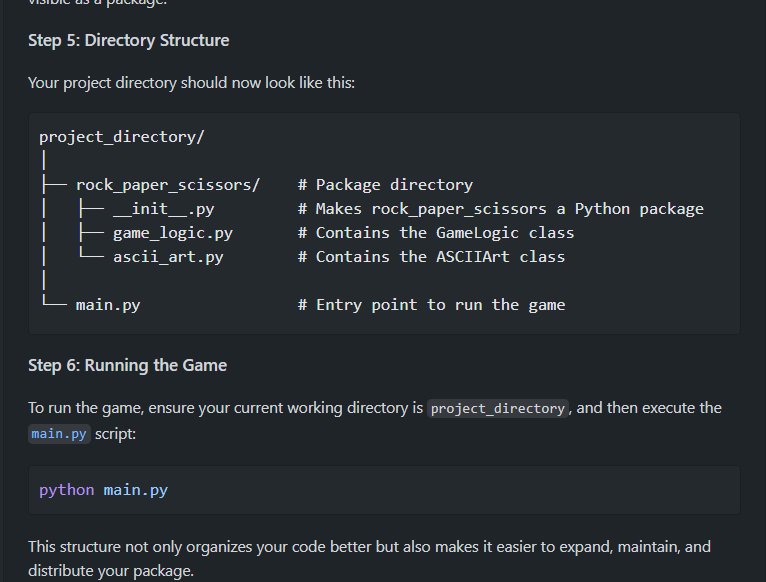 visible as a package.
Step 5: Directory Structure
Your project directory should now look like this:
project_directory/
│
├── rock_paper_scissors/    # Package directory
│   ├── __init__.py         # Makes rock_paper_scissors a Python package
│   ├── game_logic.py       # Contains the GameLogic class
│   └── ascii_art.py        # Contains the ASCIIArt class
│
└── main.py                 # Entry point to run the game
Step 6: Running the Game
To run the game, ensure your current working directory is project_directory, and then execute the
main.py script:
python main.py
This structure not only organizes your code better but also makes it easier to expand, maintain, and
distribute your package.